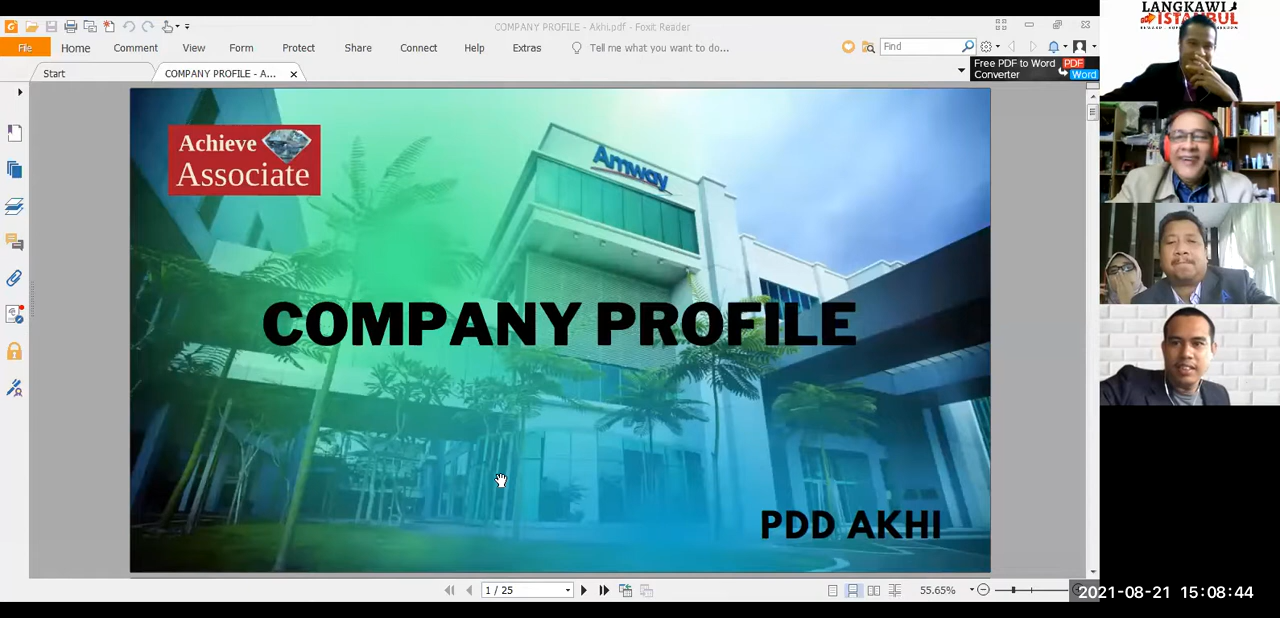 COMPANY PROFILE - Akhi.pdf - Foxit Reader
File Home Comment View Form Protect Share Connect Help Extras Tell me what you want to do... Find
Start COMPANY PROFILE - A...
Free PDF to Word
Converter
PDF
Word
LANGKAWI
ISTANBUL
Achieve
Associate
Amway
COMPANY PROFILE
PDD AKHI
1 / 25
55.65%
2021-08-21 15:08:44